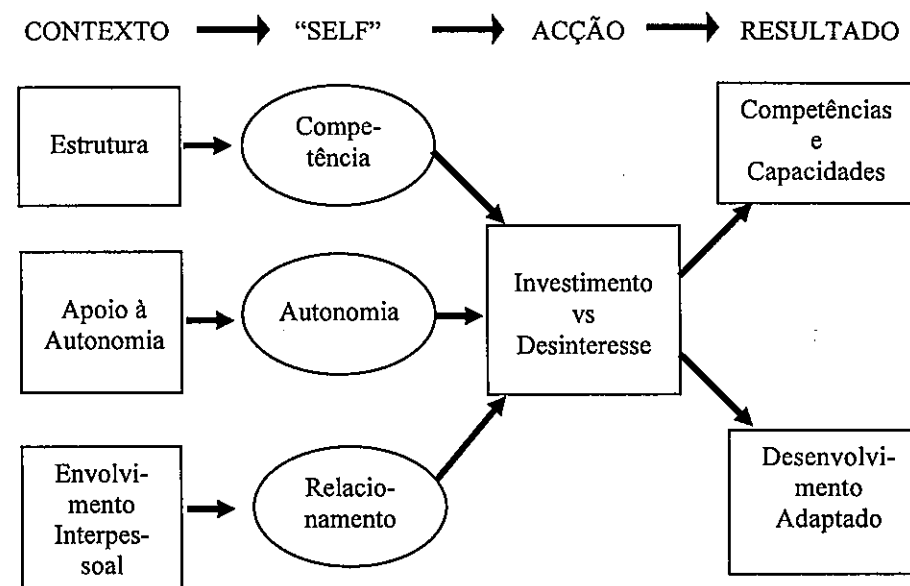 CONTEXTO “SELF” ACÇÃO RESULTADO
Estrutura
Compe-
tência
Competências
e
Capacidades
Apoio à
Autonomia
Autonomia
Investimento
vs
Desinteresse
Envolvi-
mento
Interpes-
soal
Relacio-
namento
Desenvolvi-
mento
Adaptado